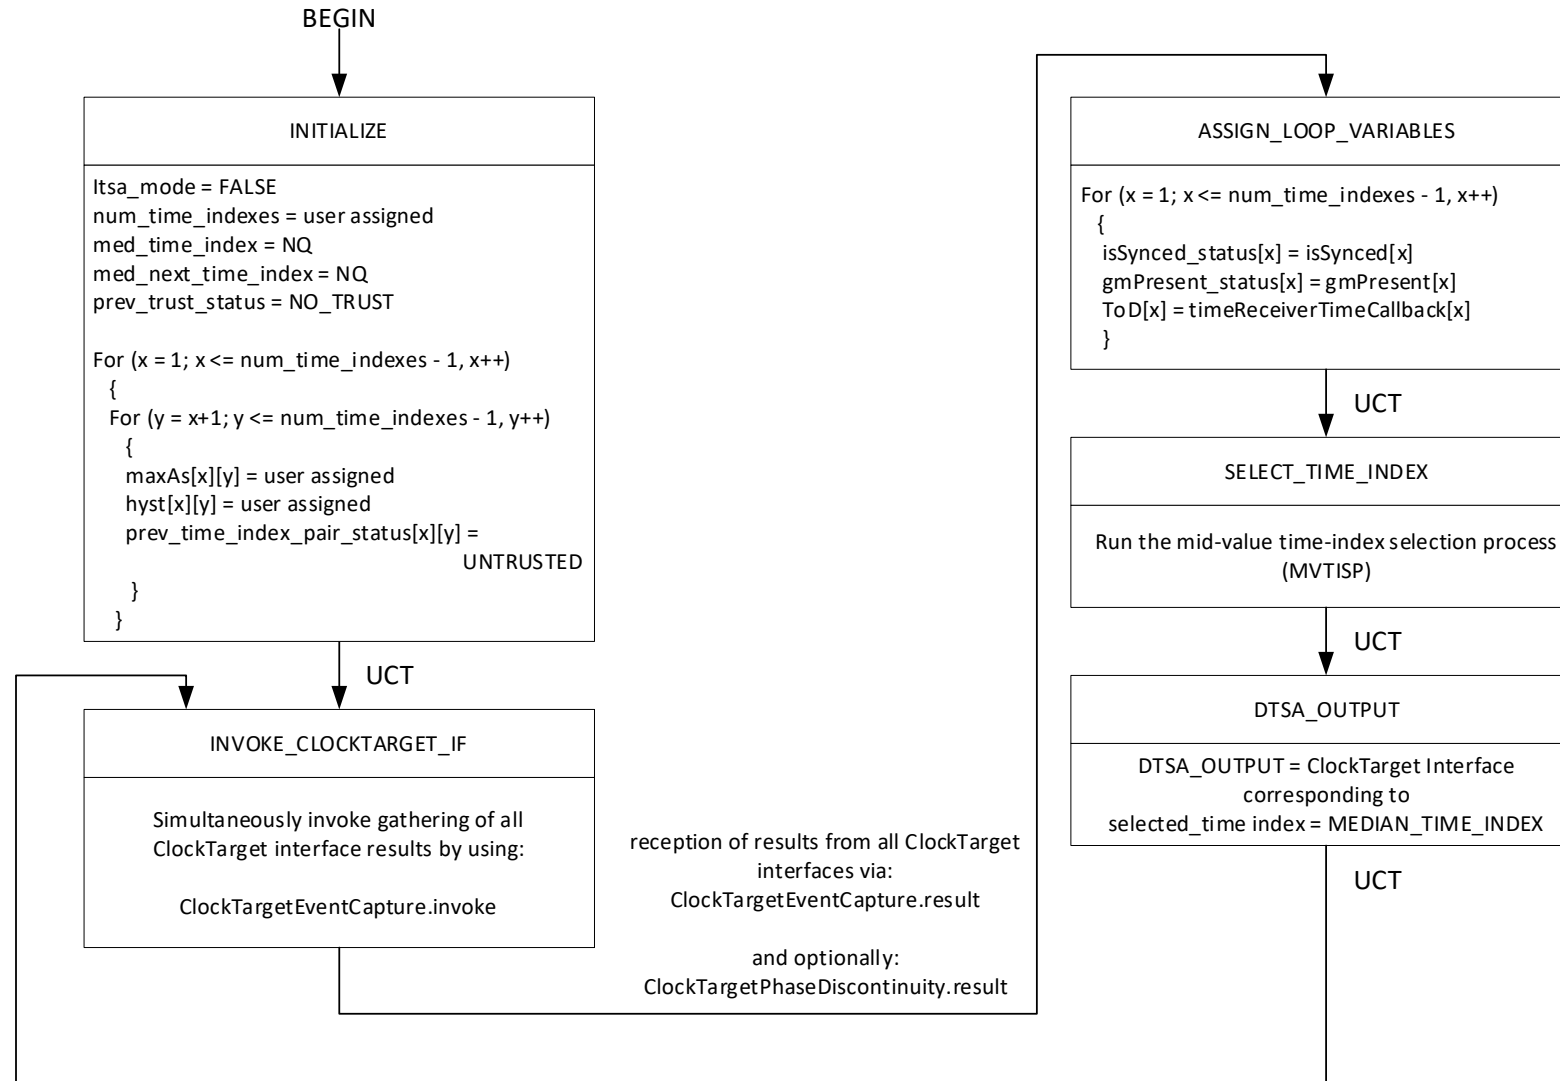 BEGIN
INITIALIZE
Itsa_mode = FALSE
num_time_indexes = user assigned
med_time_index = NQ
med_next_time_index = NQ
prev_trust_status = NO_TRUST
For (x = 1; x <= num_time_indexes - 1, x++)
{
For (y = x+1; y <= num_time_indexes - 1, y++)
{
maxAs[x][y] = user assigned
hyst[x][y] = user assigned
prev_time_index_pair_status[x][y] =
UNTRUSTED
}
}
UCT
INVOKE_CLOCKTARGET_IF
Simultaneously invoke gathering of all
ClockTarget interface results by using:
ClockTargetEventCapture.invoke
reception of results from all ClockTarget
interfaces via:
ClockTargetEventCapture.result
and optionally:
ClockTargetPhaseDiscontinuity.result
ASSIGN_LOOP_VARIABLES
For (x = 1; x <= num_time_indexes - 1, x++)
{
isSynced_status[x] = isSynced[x]
gmPresent_status[x] = gmPresent[x]
ToD[x] = timeReceiverTimeCallback[x]
}
UCT
SELECT_TIME_INDEX
Run the mid-value time-index selection process
(MVTISP)
UCT
DTSA_OUTPUT
DTSA_OUTPUT = ClockTarget Interface
corresponding to
selected_time index = MEDIAN_TIME_INDEX
UCT